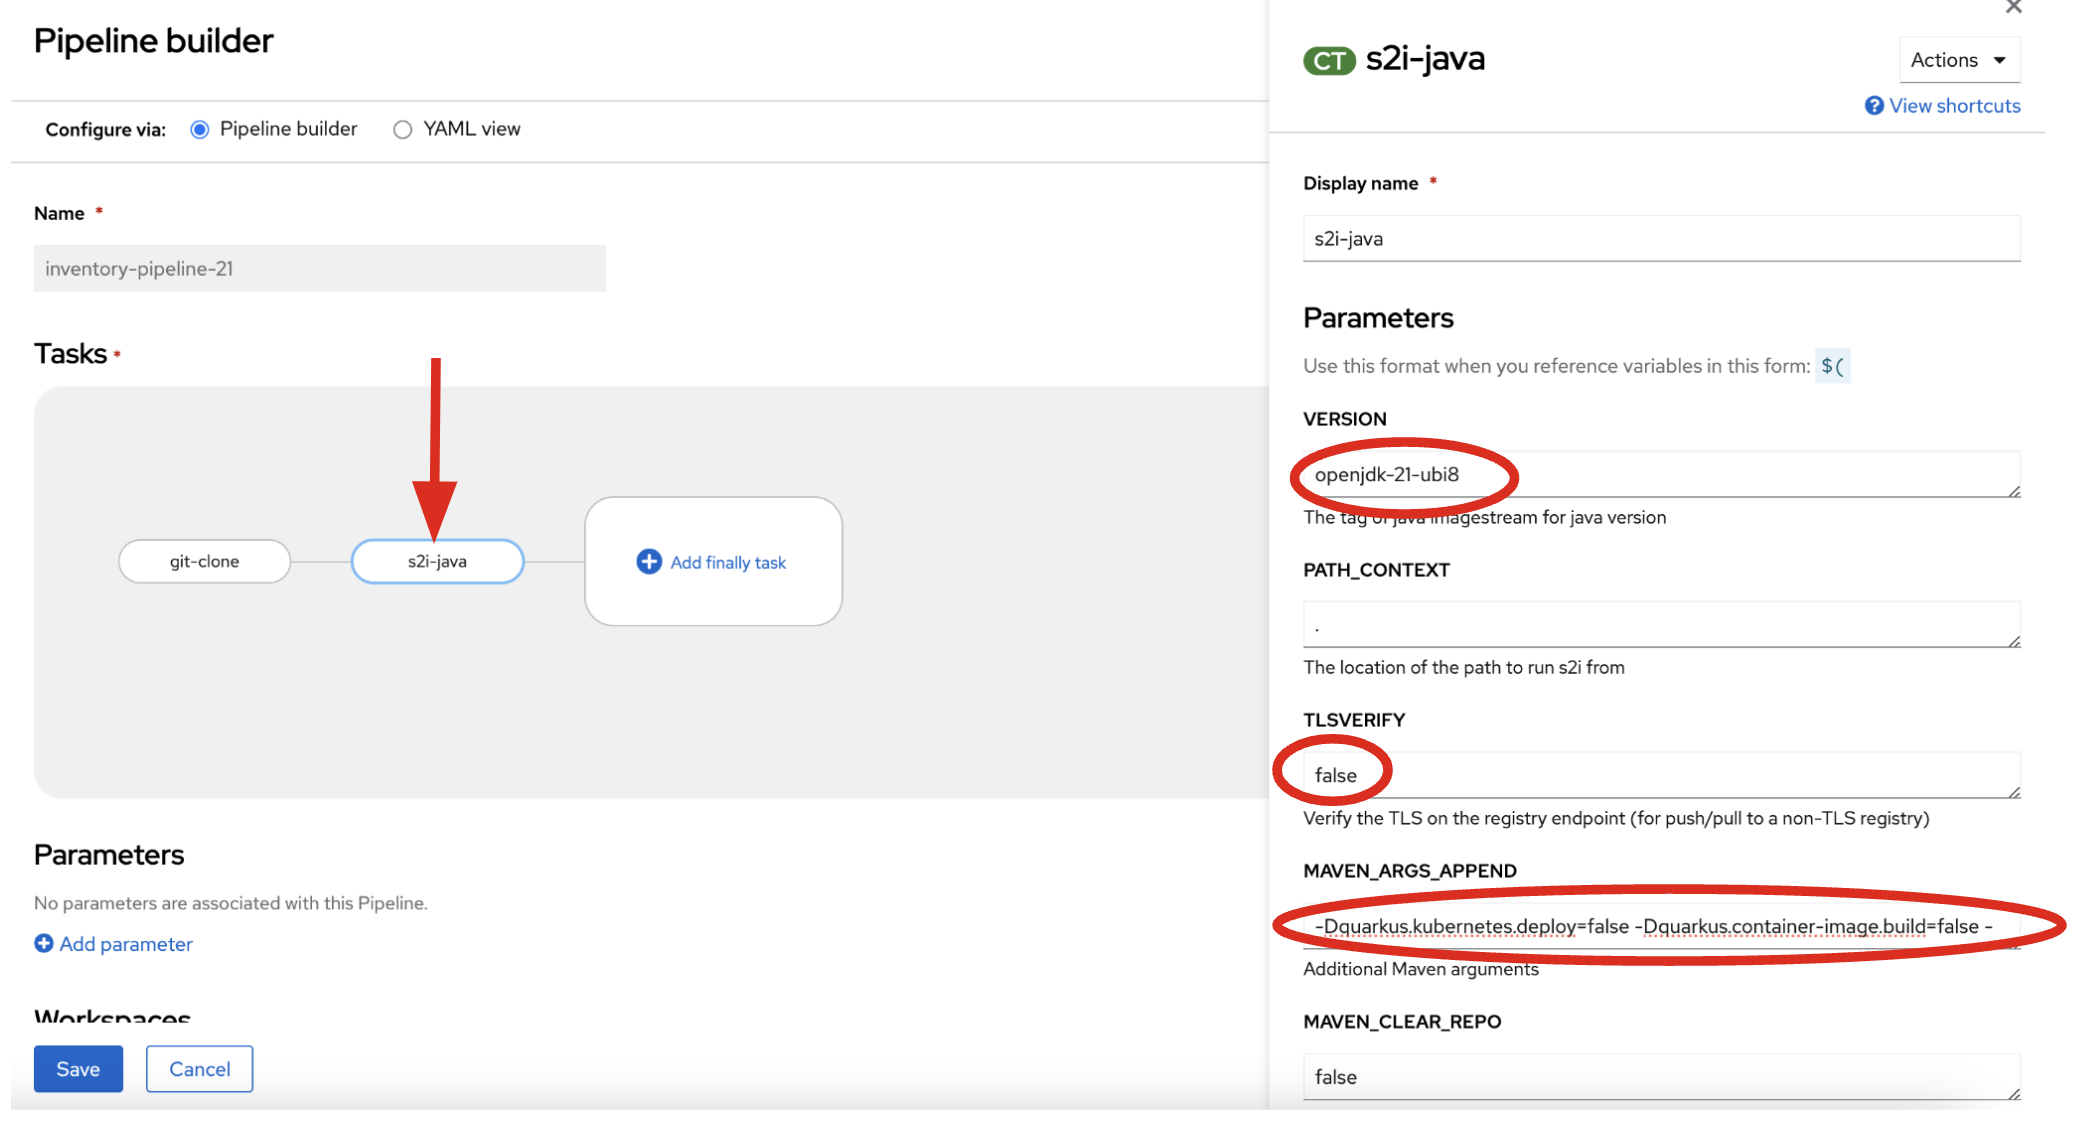 Pipeline builder
Configure via: Pipeline builder YAML view
Name *
inventory-pipeline-21
Tasks *
git-clone
s2i-java
Add finally task
Parameters
No parameters are associated with this Pipeline.
Add parameter
Workspaces
Save Cancel
CT s2i-java
Actions
View shortcuts
Display name *
s2i-java
Parameters
Use this format when you reference variables in this form: $(
VERSION
openjdk-21-ubi8
The tag of java imagestream for java version
PATH_CONTEXT
.
The location of the path to run s2i from
TLSVERIFY
false
Verify the TLS on the registry endpoint (for push/pull to a non-TLS registry)
MAVEN_ARGS_APPEND
-Dquarkus.kubernetes.deploy=false -Dquarkus.container-image.build=false -
Additional Maven arguments
MAVEN_CLEAR_REPO
false